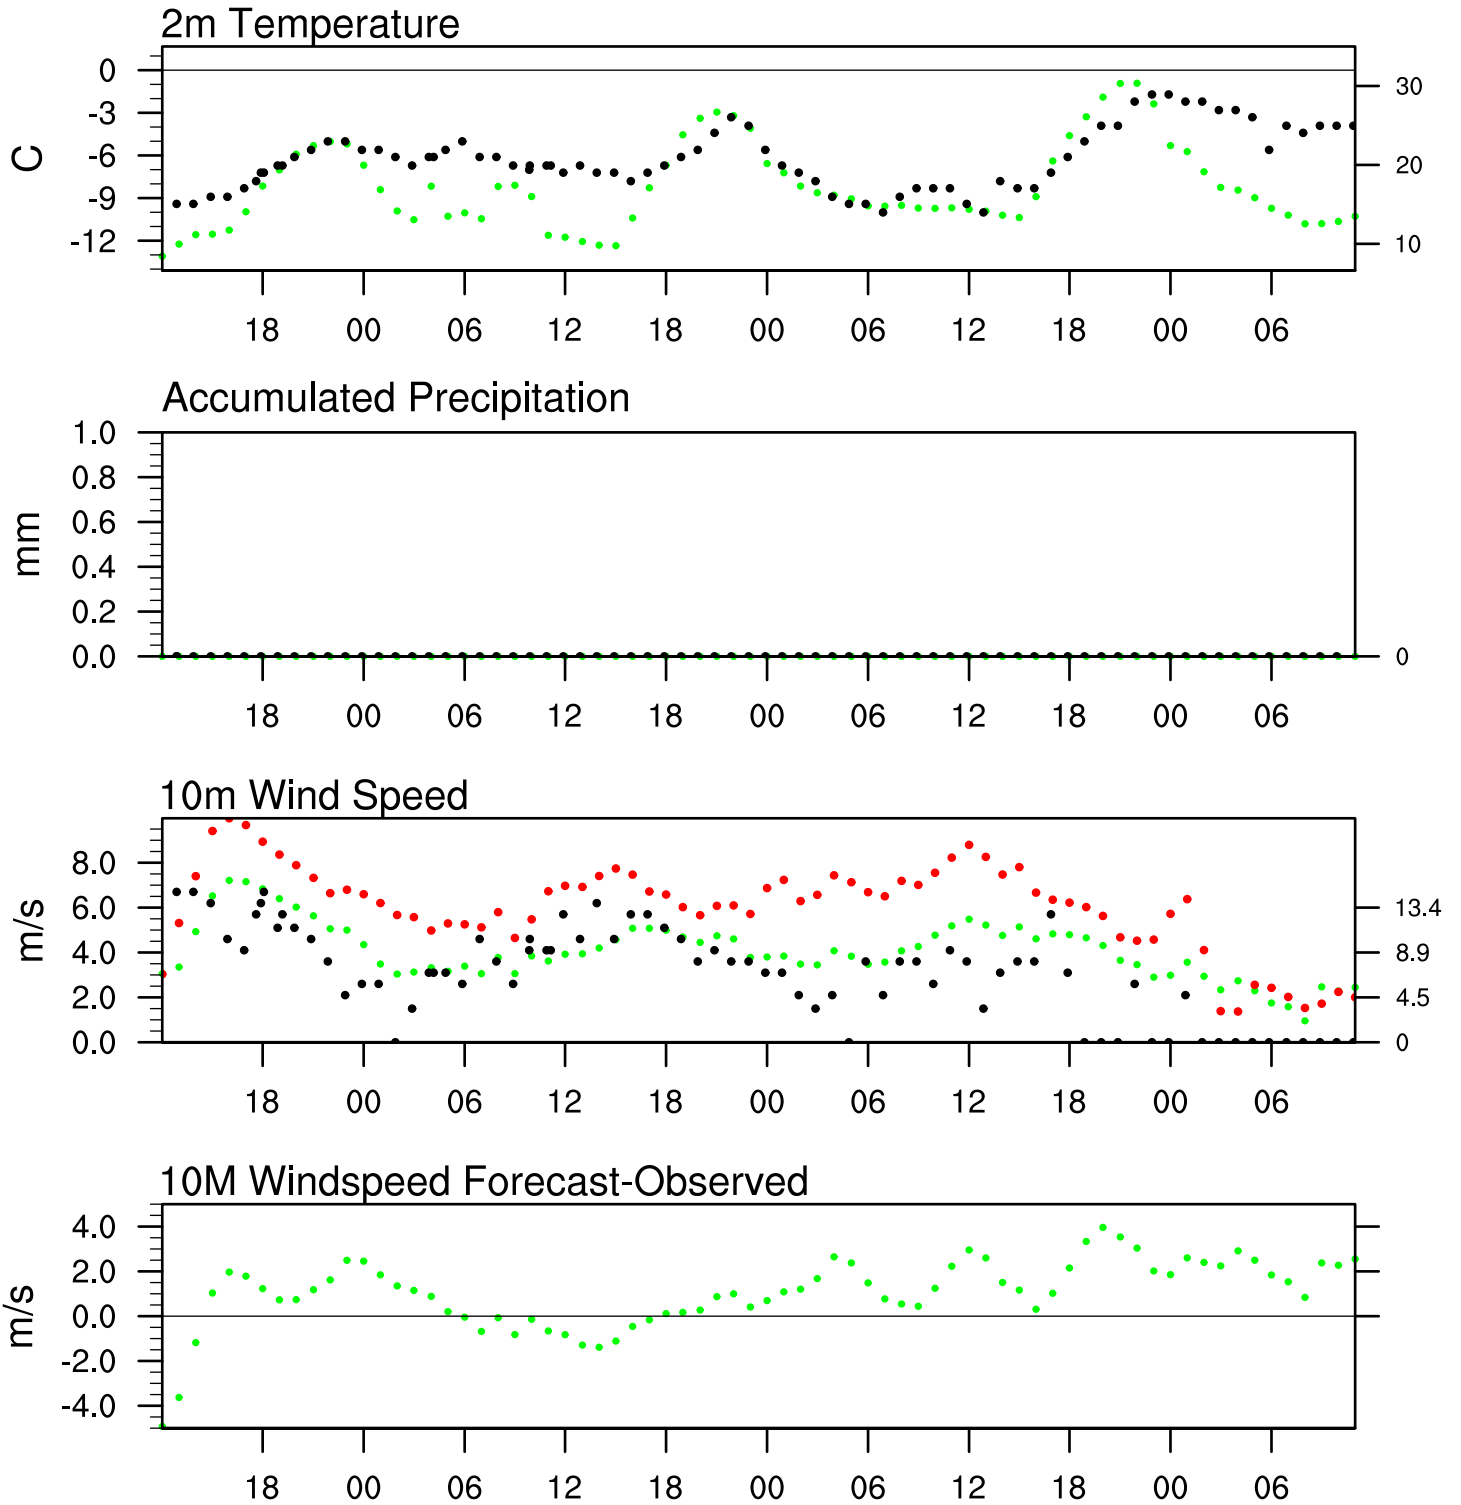 2m Temperature
C
0
-3
-6
-9
-12
30
20
10
18 00 06 12 18 00 06 12 18 00 06
Accumulated Precipitation
mm
1.0
0.8
0.6
0.4
0.2
0.0
0
18 00 06 12 18 00 06 12 18 00 06
10m Wind Speed
m/s
8.0
6.0
4.0
2.0
0.0
13.4
8.9
4.5
0
18 00 06 12 18 00 06 12 18 00 06
10M Windspeed Forecast-Observed
m/s
4.0
2.0
0.0
-2.0
-4.0
18 00 06 12 18 00 06 12 18 00 06